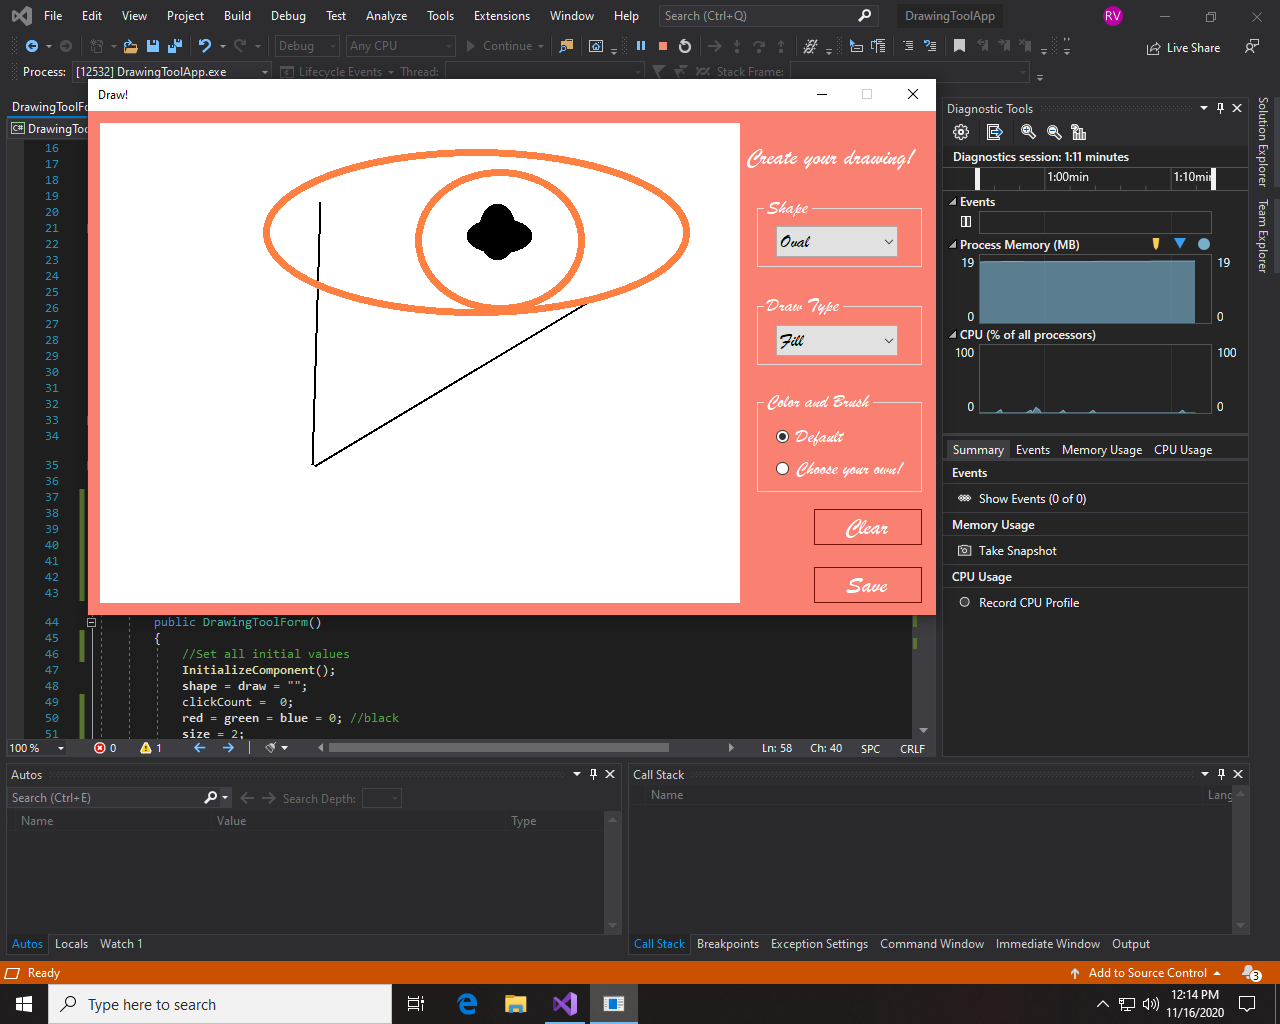 File Edit View Project Build Debug Test Analyze Tools Extensions Window Help Search (Ctrl+Q) DrawingToolApp RV
Debug Any CPU Continue Live Share
Process: [12532] DrawingToolApp.exe Lifecycle Events Thread: Stack Frame:
Draw!
Create your drawing!
Shape
Oval
Draw Type
Fill
Color and Brush
Default
Choose your own!
Clear
Save
16
17
18
19
20
21
22
23
24
25
26
27
28
29
30
31
32
33
34
35
36
37
38
39
40
41
42
43
44 public DrawingToolForm()
45 {
46 //Set all initial values
47 InitializeComponent();
48 shape = draw = "";
49 clickCount = 0;
50 red = green = blue = 0; //black
51 size = 2;
100 % 0 1 Ln: 58 Ch: 40 SPC CRLF
Diagnostic Tools
Diagnostics session: 1:11 minutes
1:00min 1:10min
Events
Process Memory (MB)
19 19
0 0
CPU (% of all processors)
100 100
0 0
Summary Events Memory Usage CPU Usage
Events
Show Events (0 of 0)
Memory Usage
Take Snapshot
CPU Usage
Record CPU Profile
Solution Explorer
Team Explorer
Autos
Search (Ctrl+E) Search Depth:
Name Value Type
Autos Locals Watch 1
Call Stack
Name Lang
Call Stack Breakpoints Exception Settings Command Window Immediate Window Output
Ready Add to Source Control 3
Type here to search
12:14 PM
11/16/2020